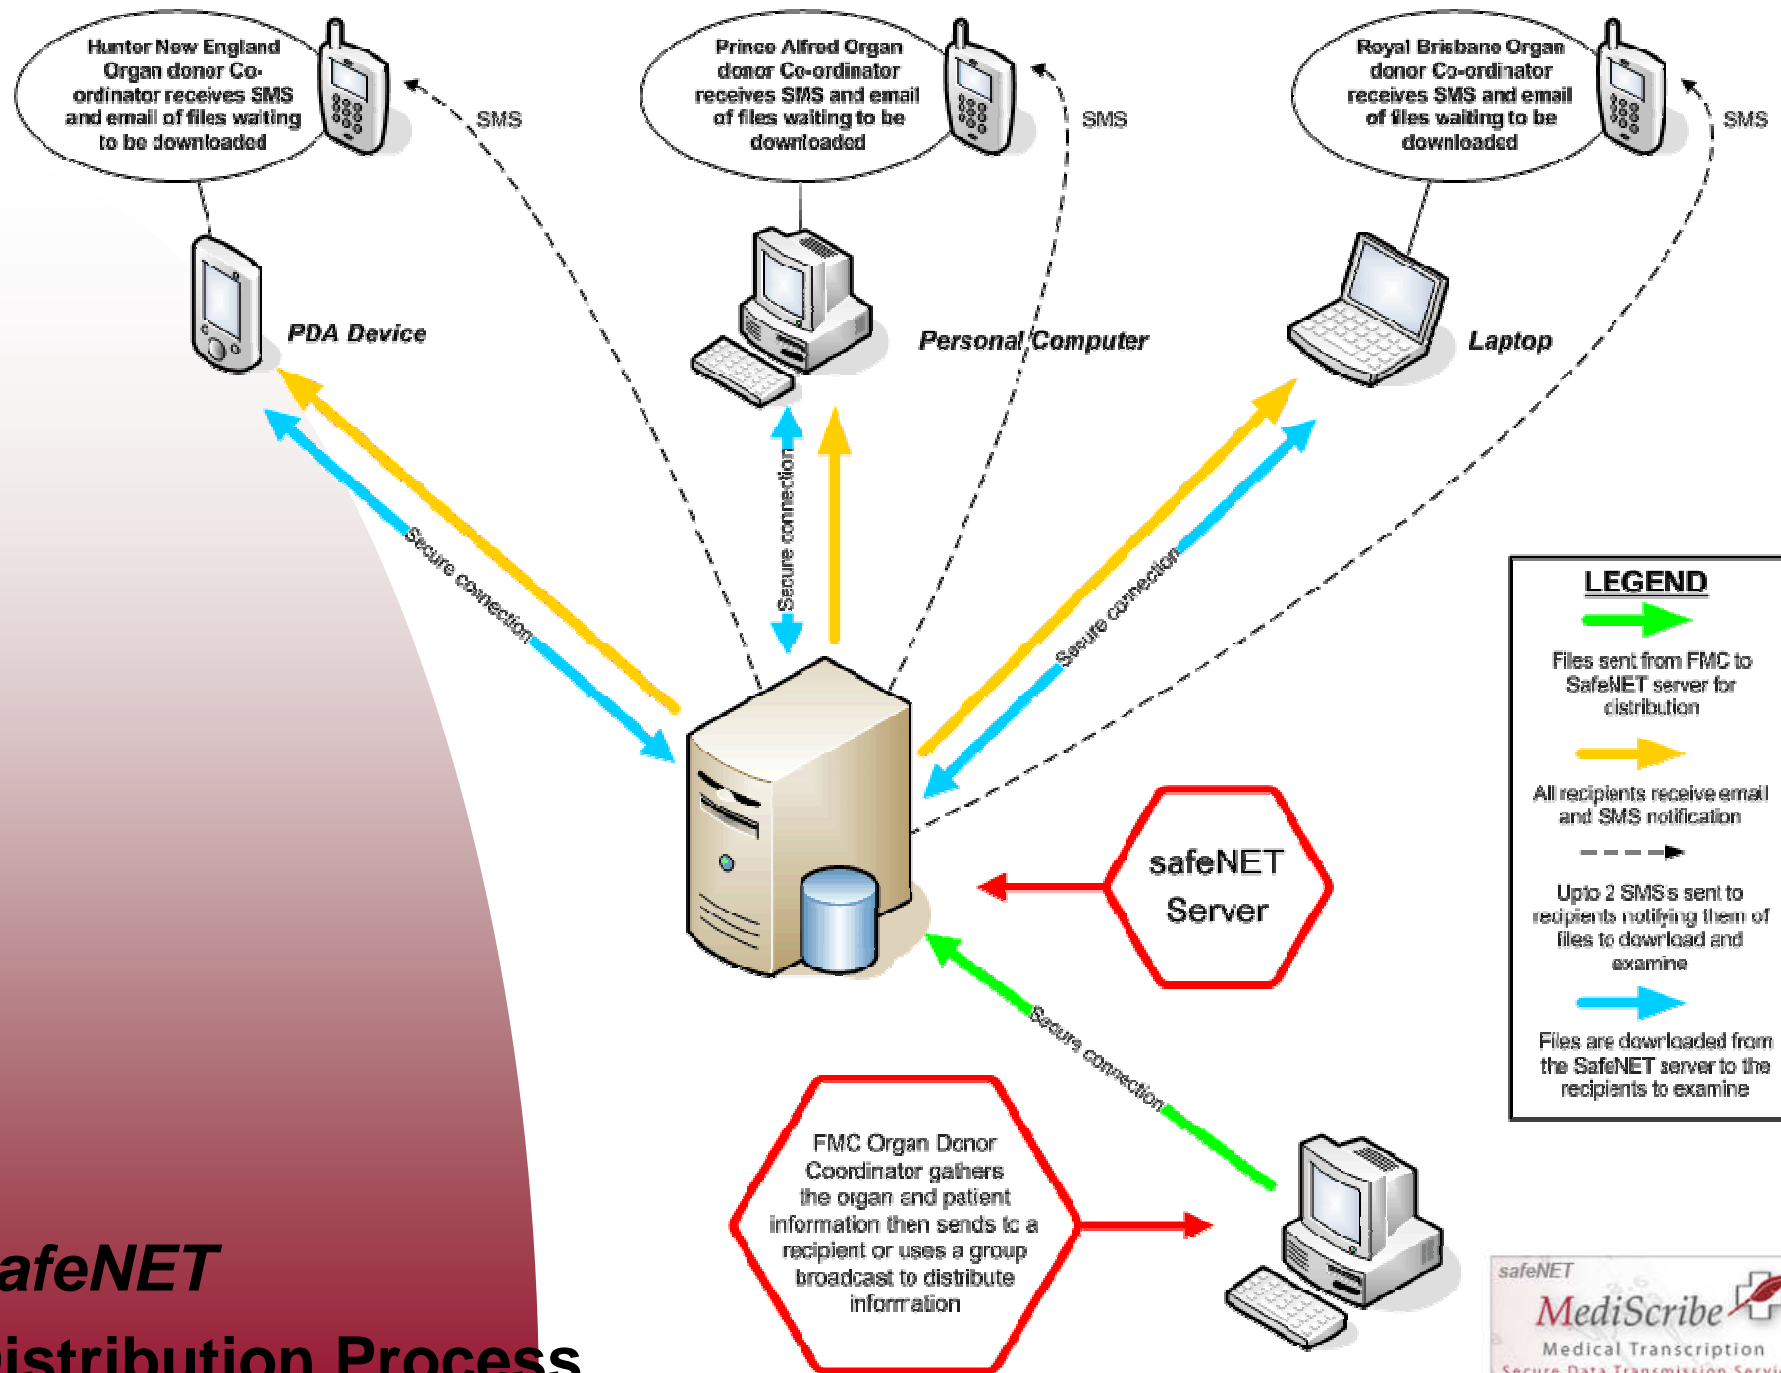 Hunter New England
Organ donor Co-
ordinator receives SMS
and email of files waiting
to be downloaded
SMS
Prince Alfred Organ
donor Co-ordinator
receives SMS and email
of files waiting to be
downloaded
SMS
Royal Brisbane Organ
donor Co-ordinator
receives SMS and email
of files waiting to be
downloaded
SMS
PDA Device
Personal Computer
Laptop
Secure connection
Secure connection
Secure connection
LEGEND
Files sent from FMC to
SafeNET server for
distribution
All recipients receive email
and SMS notification
Upto 2 SMS's sent to
recipients notifying them of
files to download and
examine
Files are downloaded from
the SafeNET server to the
recipients to examine
safeNET
Server
Secure connection
FMC Organ Donor
Coordinator gathers
the organ and patient
information then sends to a
recipient or uses a group
broadcast to distribute
information
afeNET
Distribution Process
safeNET
MediScribe
Medical Transcription
Secure Data Transmission Servic